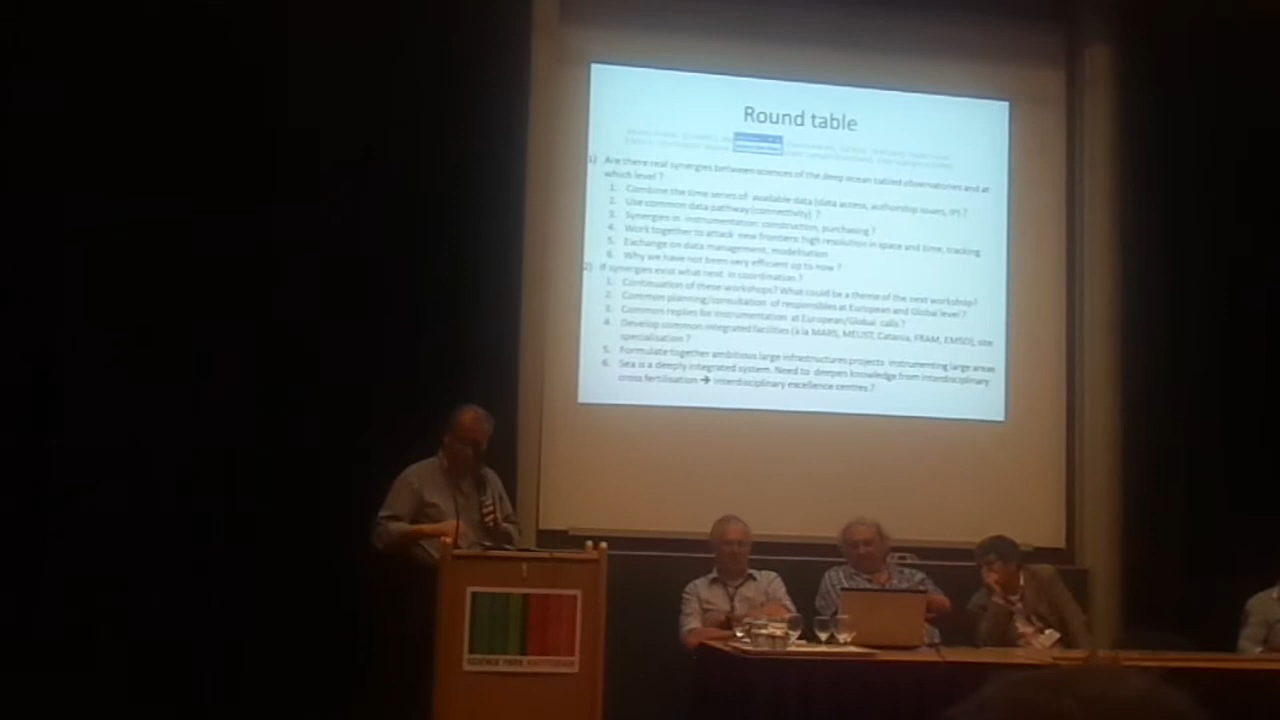 Round table
1) Are there real synergies between sciences of the deep ocean cabled observatories and at
which level ?
1. Combine the time series of available data (data access, authorship issues, IP) ?
2. Use common data pathway (connectivity) ?
3. Synergies in instrumentation: construction, purchasing ?
4. Work together to attack new frontiers: high resolution in space and time, tracking
5. Exchange on data management, modelisation
6. Why we have not been very efficient up to now ?
2) If synergies exist what next in coordination ?
1. Continuation of these workshops? What could be a theme of the next workshop?
2. Common planning/consultation of responsibles at European and Global level ?
3. Common replies for instrumentation at European/Global calls ?
4. Develop common integrated facilities (à la MARS, MEUST, Catania, FRAM, EMSO), site
specialisation ?
5. Formulate together ambitious large infrastructures projects instrumenting large areas
6. Sea is a deeply integrated system. Need to deepen knowledge from interdisciplinary
cross fertilisation ➔ interdisciplinary excellence centres ?
SCIENCE PARK AMSTERDAM